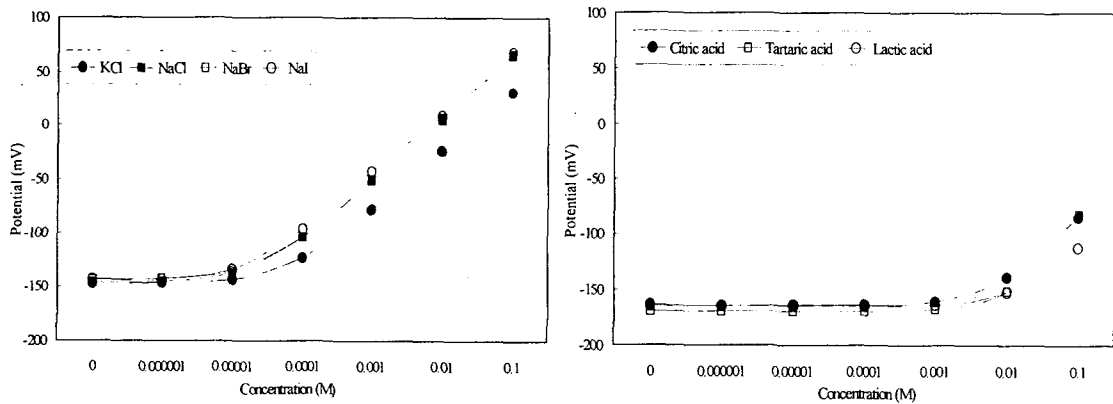 100
50
0
-50
-100
-150
-200
Potential (mV)
KCl NaCl NaBr NaI
0 0.000001 0.00001 0.0001 0.001 0.01 0.1
Concentration (M)
100
50
0
-50
-100
-150
-200
Potential (mV)
Citric acid Tartaric acid Lactic acid
0 0.000001 0.00001 0.0001 0.001 0.01 0.1
Concentration (M)